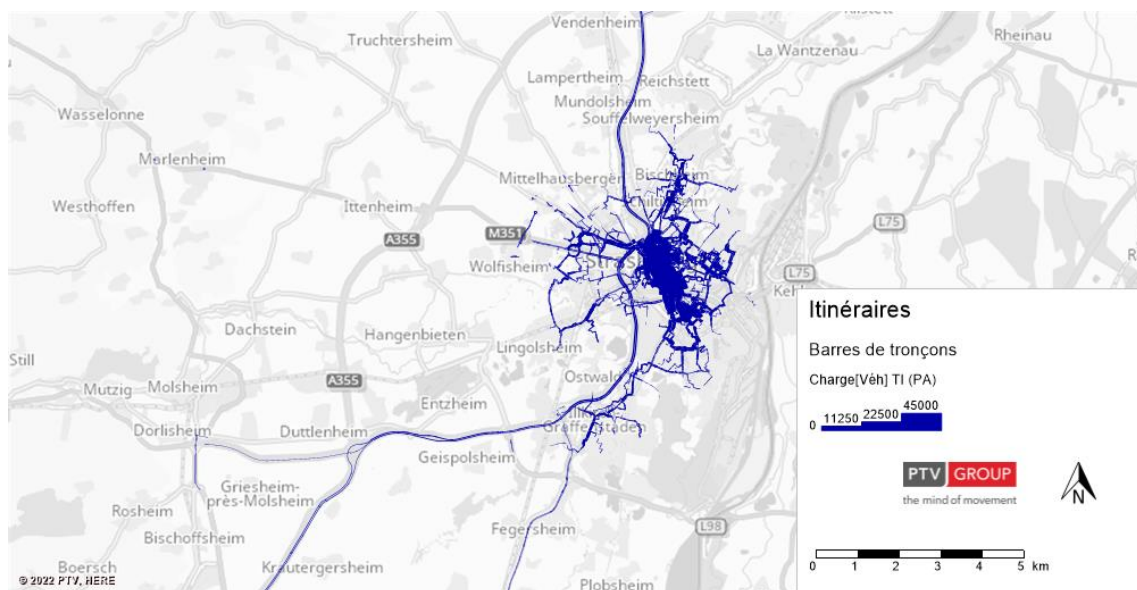 Vendenheim
Kilstett
Truchtersheim
La Wantzenau
Rheinau
Lampertheim
Reichstett
Mundolsheim
Souffelweyersheim
Wasselonne
Marlenheim
Mittelhausbergen
Bischheim
Westhoffen
Ittenheim
L75
A355
M351
Wolfisheim
L75
Dachstein
Hangenbieten
Lingolsheim
Still
Mutzig
Molsheim
A355
Ostwald
Entzheim
Dorlisheim
Duttlenheim
Graffenstaden
Geispolsheim
Griesheim-
près-Molsheim
Rosheim
L98
Bischoffsheim
Fegersheim
Boersch
Krautergersheim
Plobsheim
© 2022 PTV, HERE
Itinéraires
Barres de tronçons
Charge[Véh] TI (PA)
0 11250 22500 45000
PTV GROUP
the mind of movement
N
0 1 2 3 4 5 km